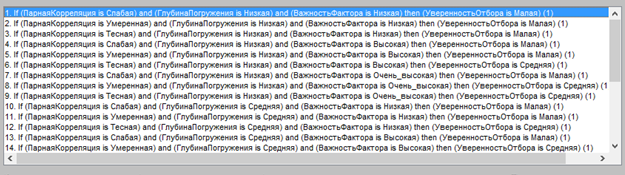 1. If (ПарнаяКорреляция is Слабая) and (ГлубинаПогружения is Низкая) and (ВажностьФактора is Низкая) then (УверенностьОтбора is Малая) (1)
2. If (ПарнаяКорреляция is Умеренная) and (ГлубинаПогружения is Низкая) and (ВажностьФактора is Низкая) then (УверенностьОтбора is Малая) (1)
3. If (ПарнаяКорреляция is Тесная) and (ГлубинаПогружения is Низкая) and (ВажностьФактора is Низкая) then (УверенностьОтбора is Малая) (1)
4. If (ПарнаяКорреляция is Слабая) and (ГлубинаПогружения is Низкая) and (ВажностьФактора is Высокая) then (УверенностьОтбора is Малая) (1)
5. If (ПарнаяКорреляция is Умеренная) and (ГлубинаПогружения is Низкая) and (ВажностьФактора is Высокая) then (УверенностьОтбора is Малая) (1)
6. If (ПарнаяКорреляция is Тесная) and (ГлубинаПогружения is Низкая) and (ВажностьФактора is Высокая) then (УверенностьОтбора is Средняя) (1)
7. If (ПарнаяКорреляция is Слабая) and (ГлубинаПогружения is Низкая) and (ВажностьФактора is Очень_высокая) then (УверенностьОтбора is Малая) (1)
8. If (ПарнаяКорреляция is Умеренная) and (ГлубинаПогружения is Низкая) and (ВажностьФактора is Очень_высокая) then (УверенностьОтбора is Средняя) (1)
9. If (ПарнаяКорреляция is Тесная) and (ГлубинаПогружения is Низкая) and (ВажностьФактора is Очень_высокая) then (УверенностьОтбора is Средняя) (1)
10. If (ПарнаяКорреляция is Слабая) and (ГлубинаПогружения is Средняя) and (ВажностьФактора is Низкая) then (УверенностьОтбора is Малая) (1)
11. If (ПарнаяКорреляция is Умеренная) and (ГлубинаПогружения is Средняя) and (ВажностьФактора is Низкая) then (УверенностьОтбора is Малая) (1)
12. If (ПарнаяКорреляция is Тесная) and (ГлубинаПогружения is Средняя) and (ВажностьФактора is Низкая) then (УверенностьОтбора is Средняя) (1)
13. If (ПарнаяКорреляция is Слабая) and (ГлубинаПогружения is Средняя) and (ВажностьФактора is Высокая) then (УверенностьОтбора is Малая) (1)
14. If (ПарнаяКорреляция is Умеренная) and (ГлубинаПогружения is Средняя) and (ВажностьФактора is Высокая) then (УверенностьОтбора is Средняя) (1)